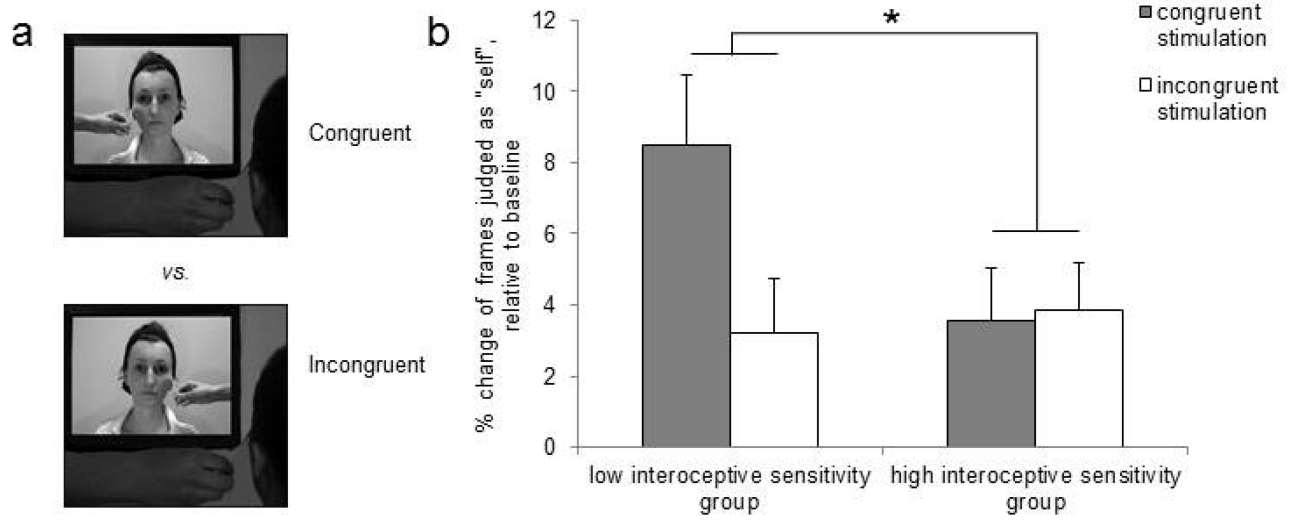 a
Congruent
vs.
Incongruent
b
% change of frames judged as "self",
relative to baseline
12
10
8
6
4
2
0
*
congruent
stimulation
incongruent
stimulation
low interoceptive sensitivity
group
high interoceptive sensitivity
group